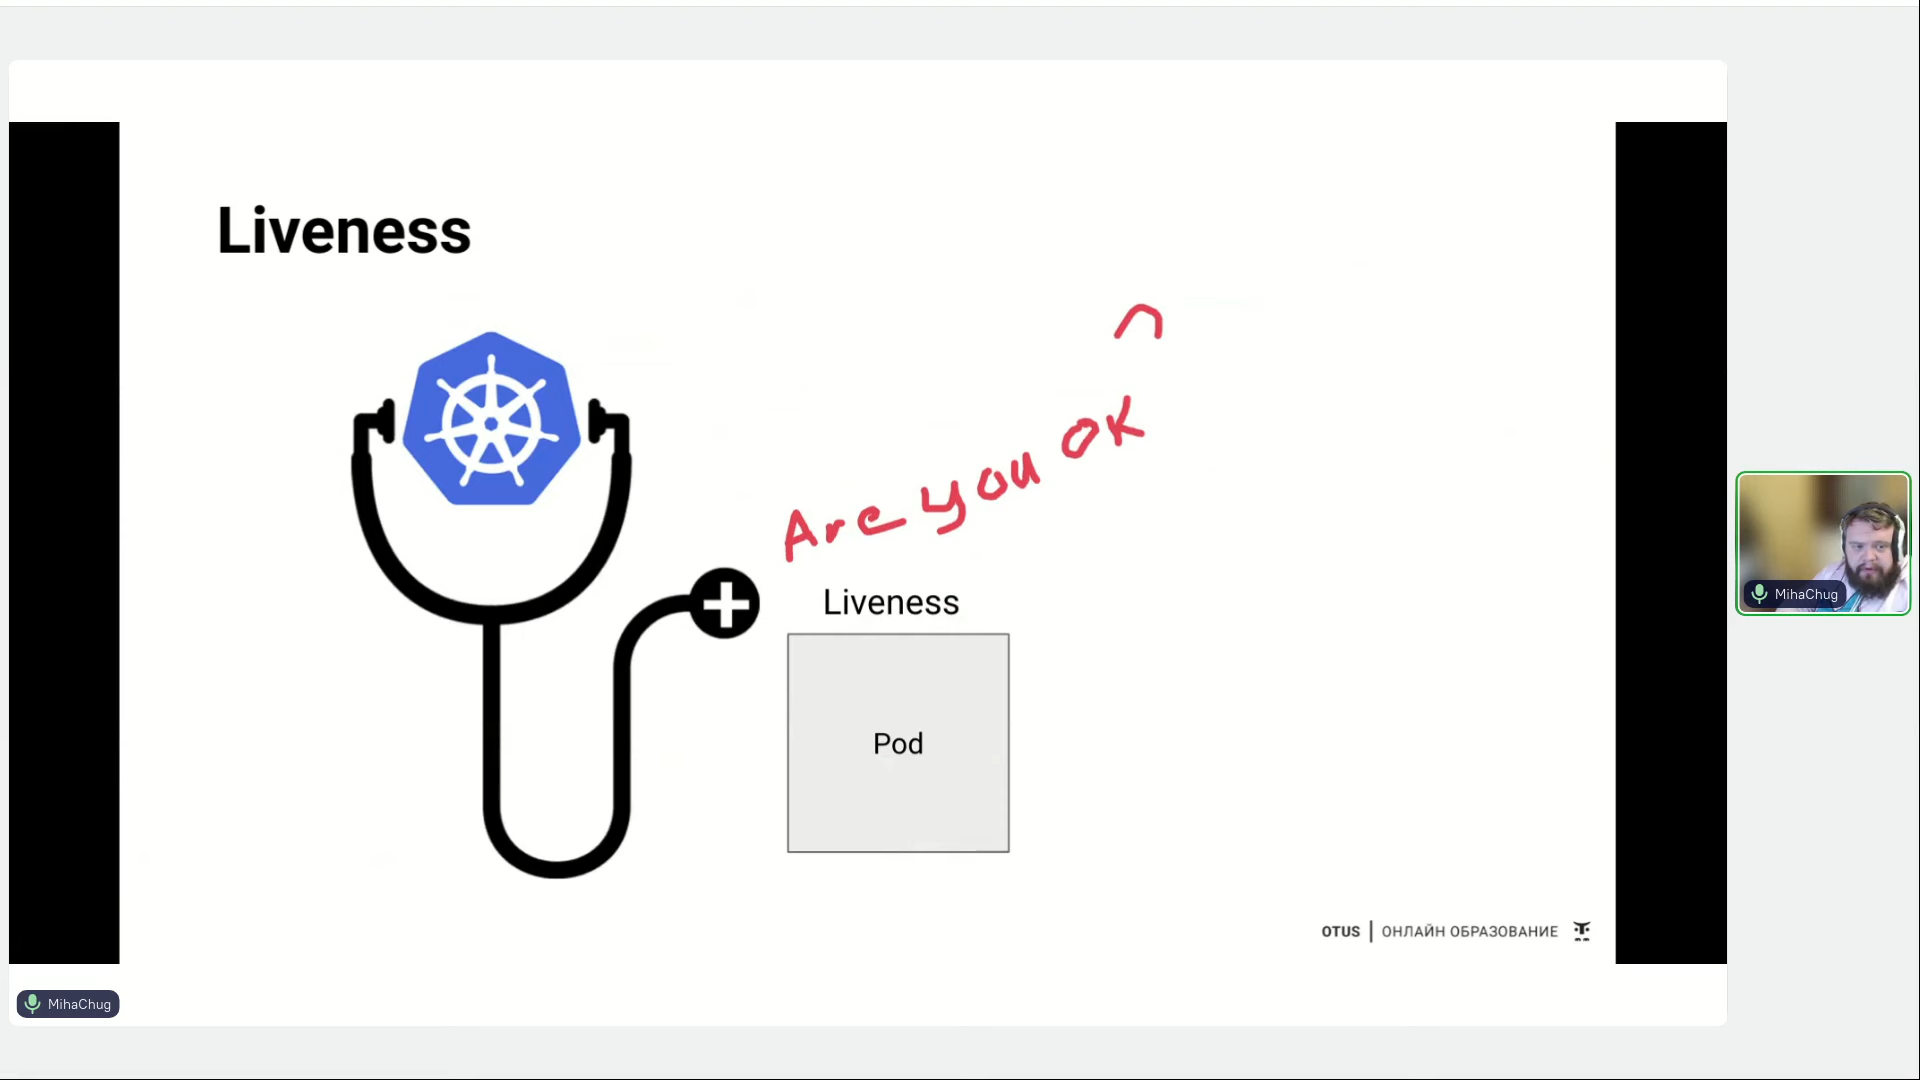 Liveness
Are you OK
Liveness
Pod
OTUS | ОНЛАЙН ОБРАЗОВАНИЕ
MihaChug
MihaChug